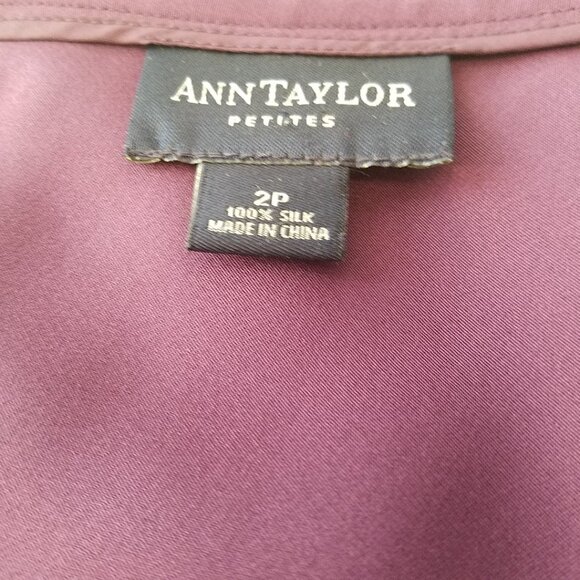 ANNTAYLOR
PETITES
2P
100% SILK
MADE IN CHINA